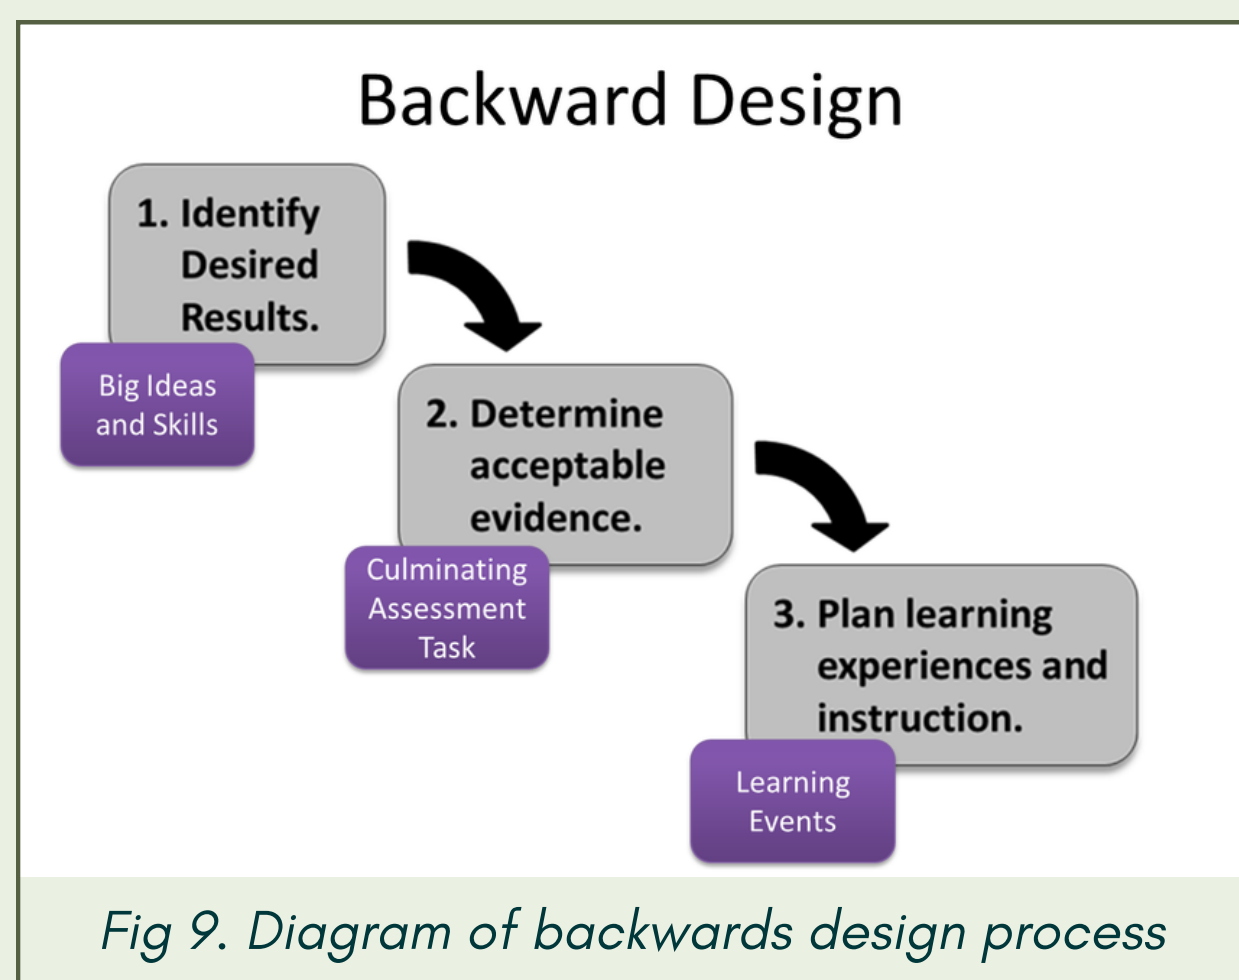 Backward Design
1. Identify
Desired
Results.
Big Ideas
and Skills
2. Determine
acceptable
evidence.
Culminating
Assessment
Task
3. Plan learning
experiences and
instruction.
Learning
Events
Fig 9. Diagram of backwards design process